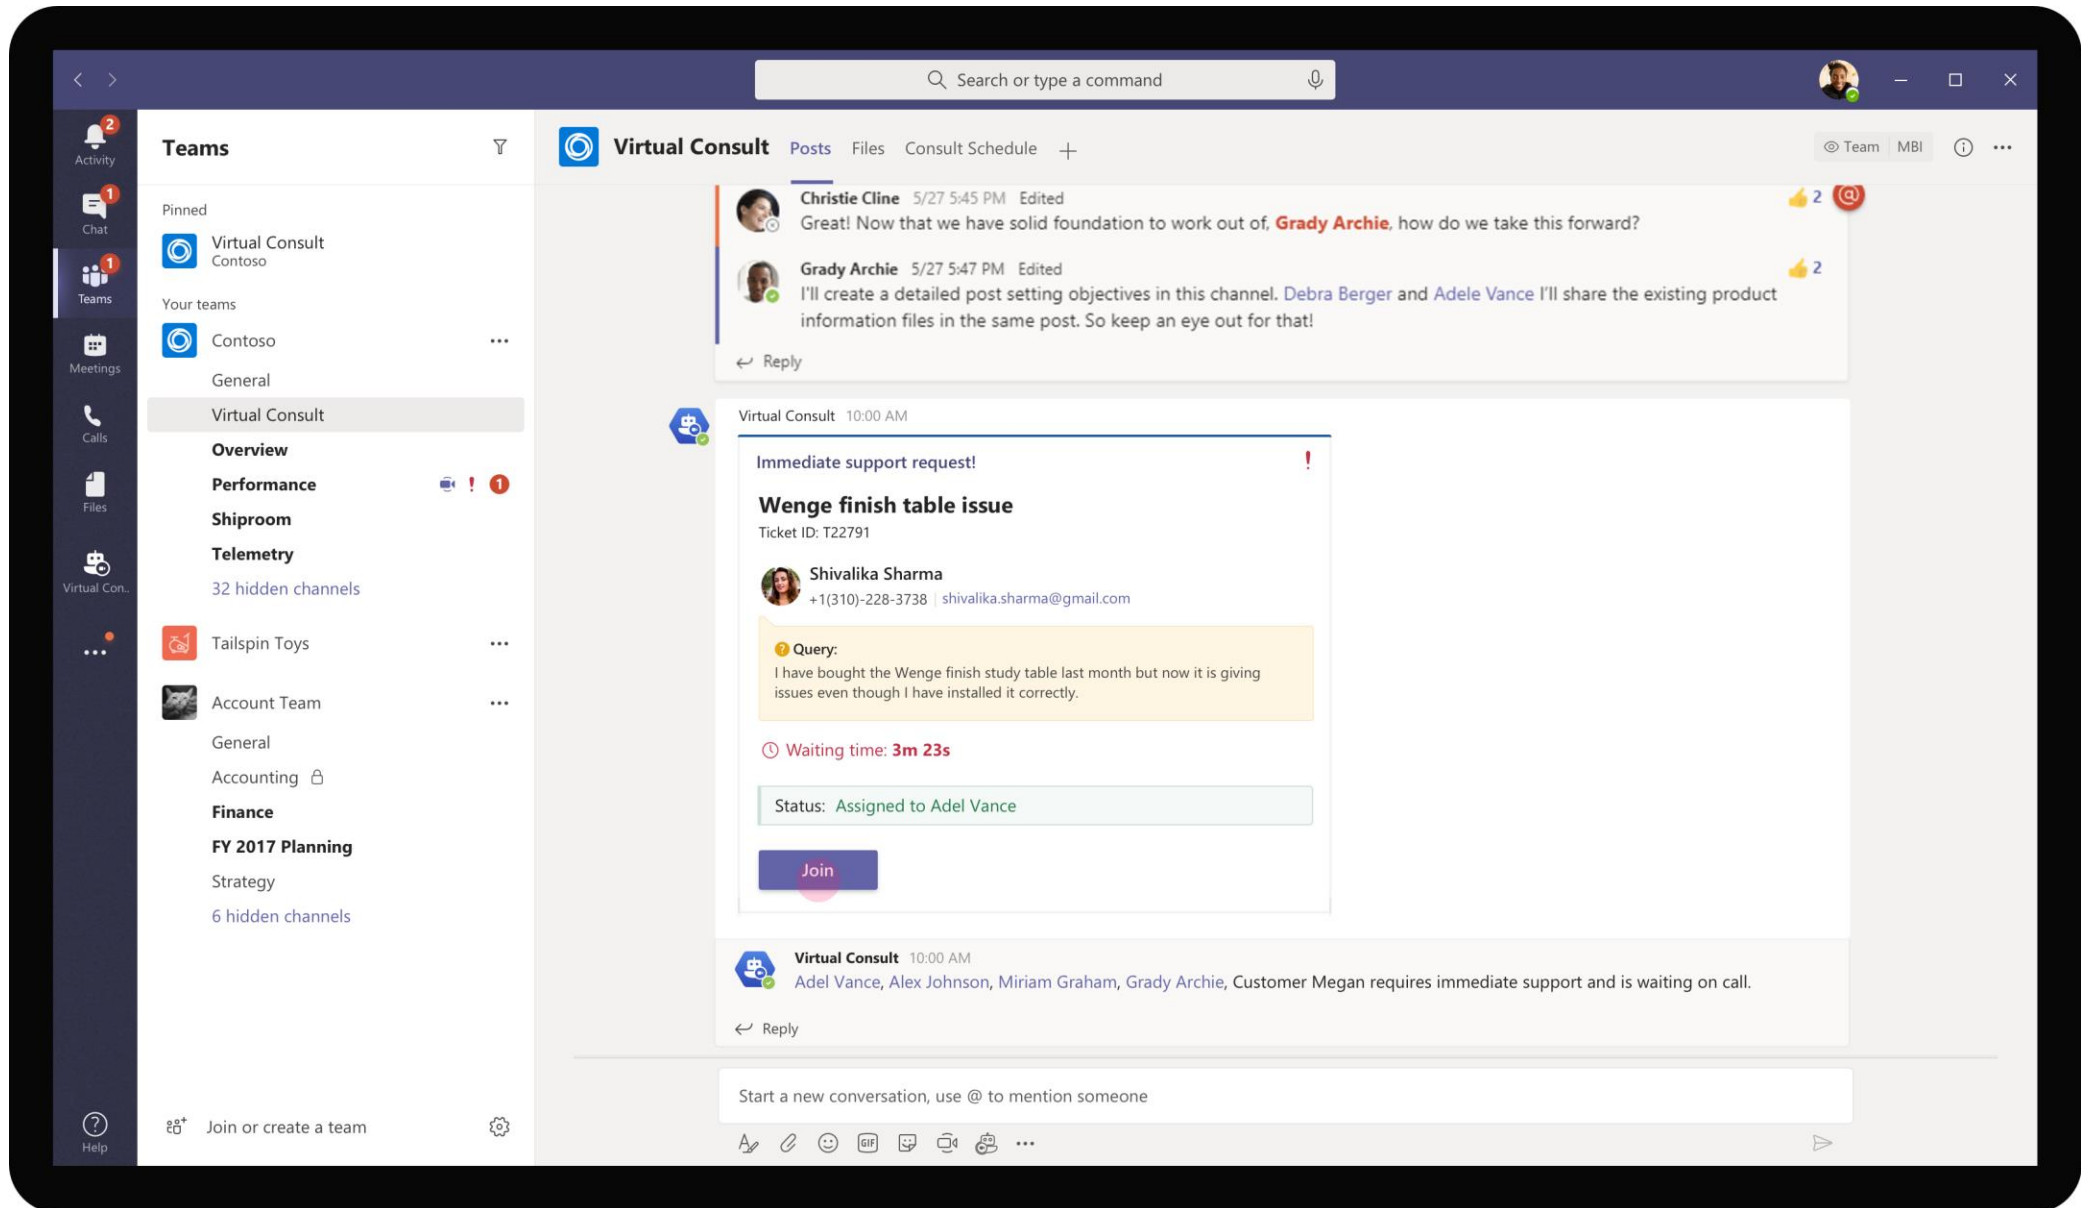 Search or type a command
2
Activity
1
Chat
1
Teams
Meetings
Calls
Files
Virtual Con..
Help
Teams
Pinned
Virtual Consult
Contoso
Your teams
Contoso
General
Virtual Consult
Overview
Performance ! 1
Shiproom
Telemetry
32 hidden channels
Tailspin Toys
Account Team
General
Accounting
Finance
FY 2017 Planning
Strategy
6 hidden channels
Join or create a team
Virtual Consult Posts Files Consult Schedule
Team MBI
Christie Cline 5/27 5:45 PM Edited 2 @
Great! Now that we have solid foundation to work out of, Grady Archie, how do we take this forward?
Grady Archie 5/27 5:47 PM Edited 2
I'll create a detailed post setting objectives in this channel. Debra Berger and Adele Vance I'll share the existing product
information files in the same post. So keep an eye out for that!
Reply
Virtual Consult 10:00 AM
Immediate support request! !
Wenge finish table issue
Ticket ID: T22791
Shivalika Sharma
+1(310)-228-3738 | shivalika.sharma@gmail.com
? Query:
I have bought the Wenge finish study table last month but now it is giving
issues even though I have installed it correctly.
Waiting time: 3m 23s
Status: Assigned to Adel Vance
Join
Virtual Consult 10:00 AM
Adel Vance, Alex Johnson, Miriam Graham, Grady Archie, Customer Megan requires immediate support and is waiting on call.
Reply
Start a new conversation, use @ to mention someone
GIF